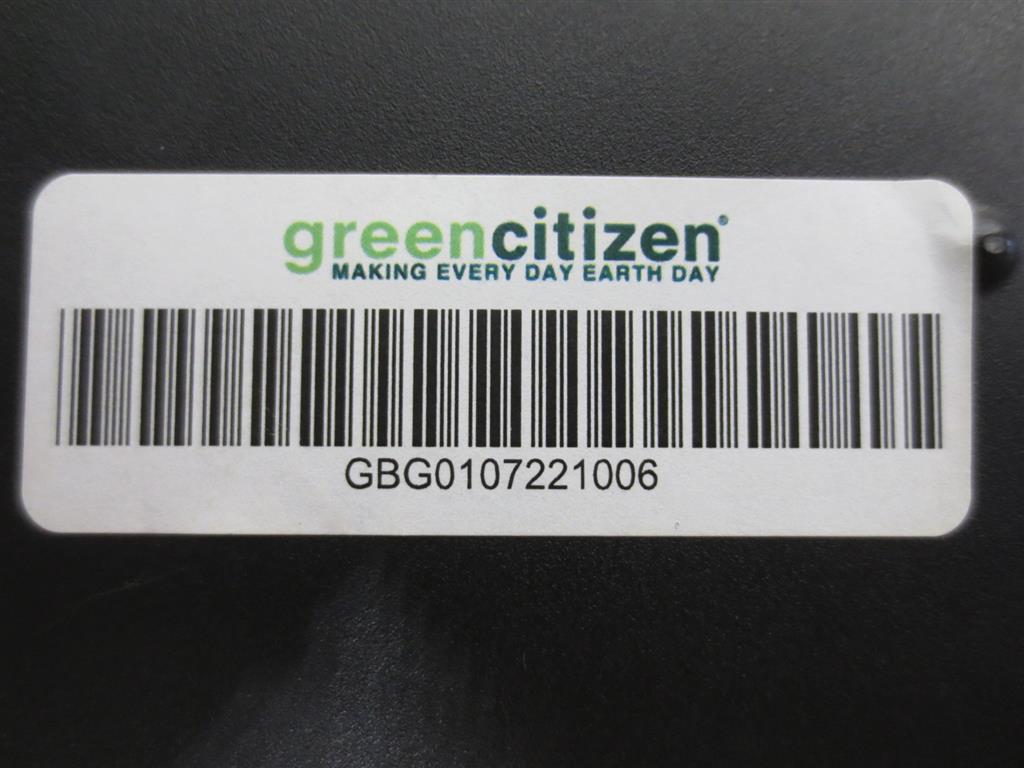 greencitizen®
MAKING EVERY DAY EARTH DAY
GBG0107221006